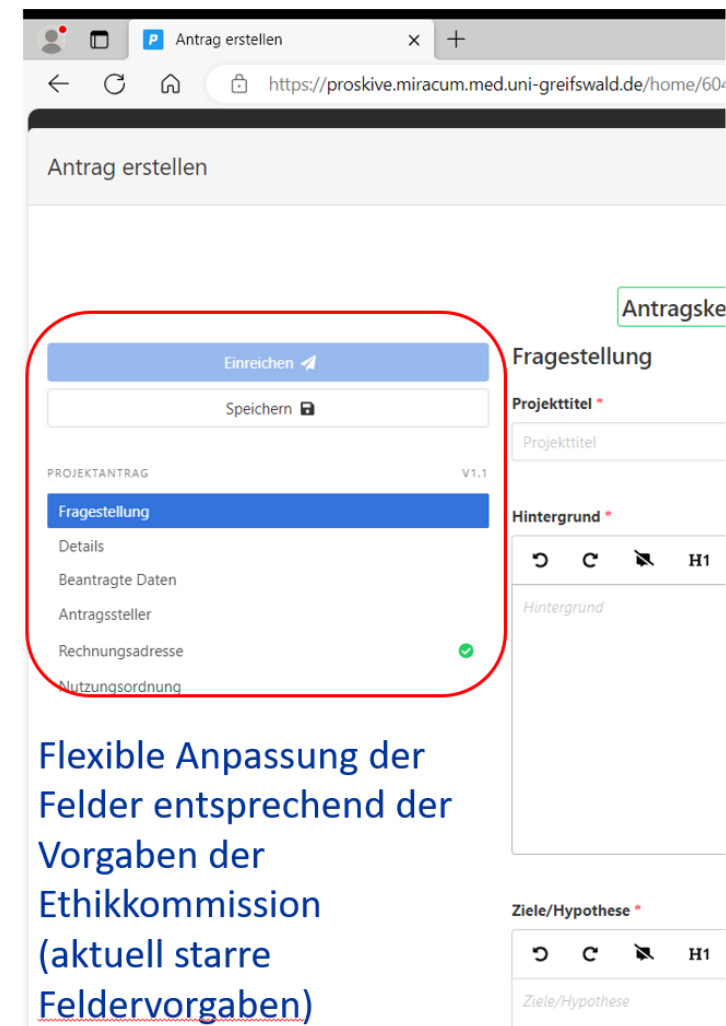 Antrag erstellen
https://proskive.miracum.med.uni-greifswald.de/home/604
Antrag erstellen
Antragske
Einreichen
Speichern
PROJEKTANTRAG V1.1
Fragestellung
Details
Beantragte Daten
Antragssteller
Rechnungsadresse
Nutzungsordnung
Fragestellung
Projekttitel *
Projekttitel
Hintergrund *
H1
Hintergrund
Ziele/Hypothese *
H1
Ziele/Hypothese
Flexible Anpassung der
Felder entsprechend der
Vorgaben der
Ethikkommission
(aktuell starre
Feldervorgaben)